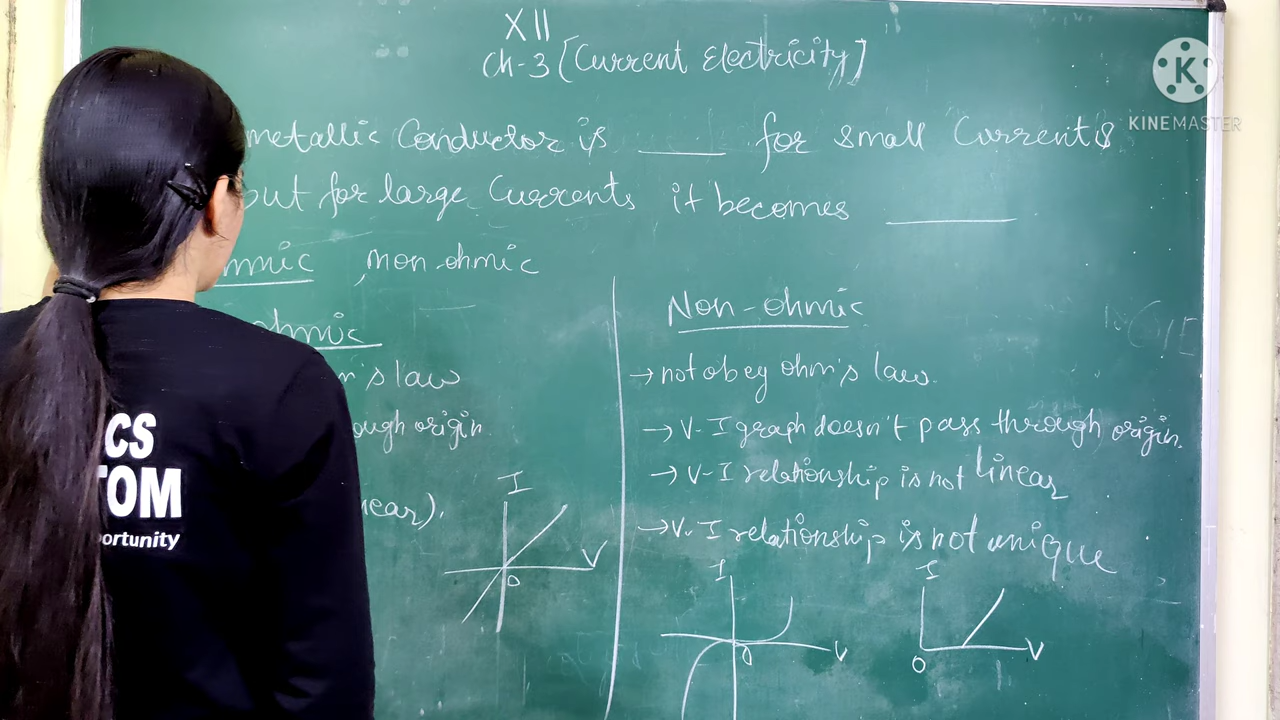 XII
Ch-3 [Current Electricity]
metallic Conductor is ____ for small Currents
but for large Currents it becomes ____
, non-ohmic
ohmic
law
origin
near).
I
V
O
Non-ohmic
→ not obey ohm's law.
→ V-I graph doesn't pass through origin.
→ V-I relationship is not linear
→ V-I relationship is not unique
I
V
O
I
V
O
CS
TOM
portunity
K
KINEMASTER